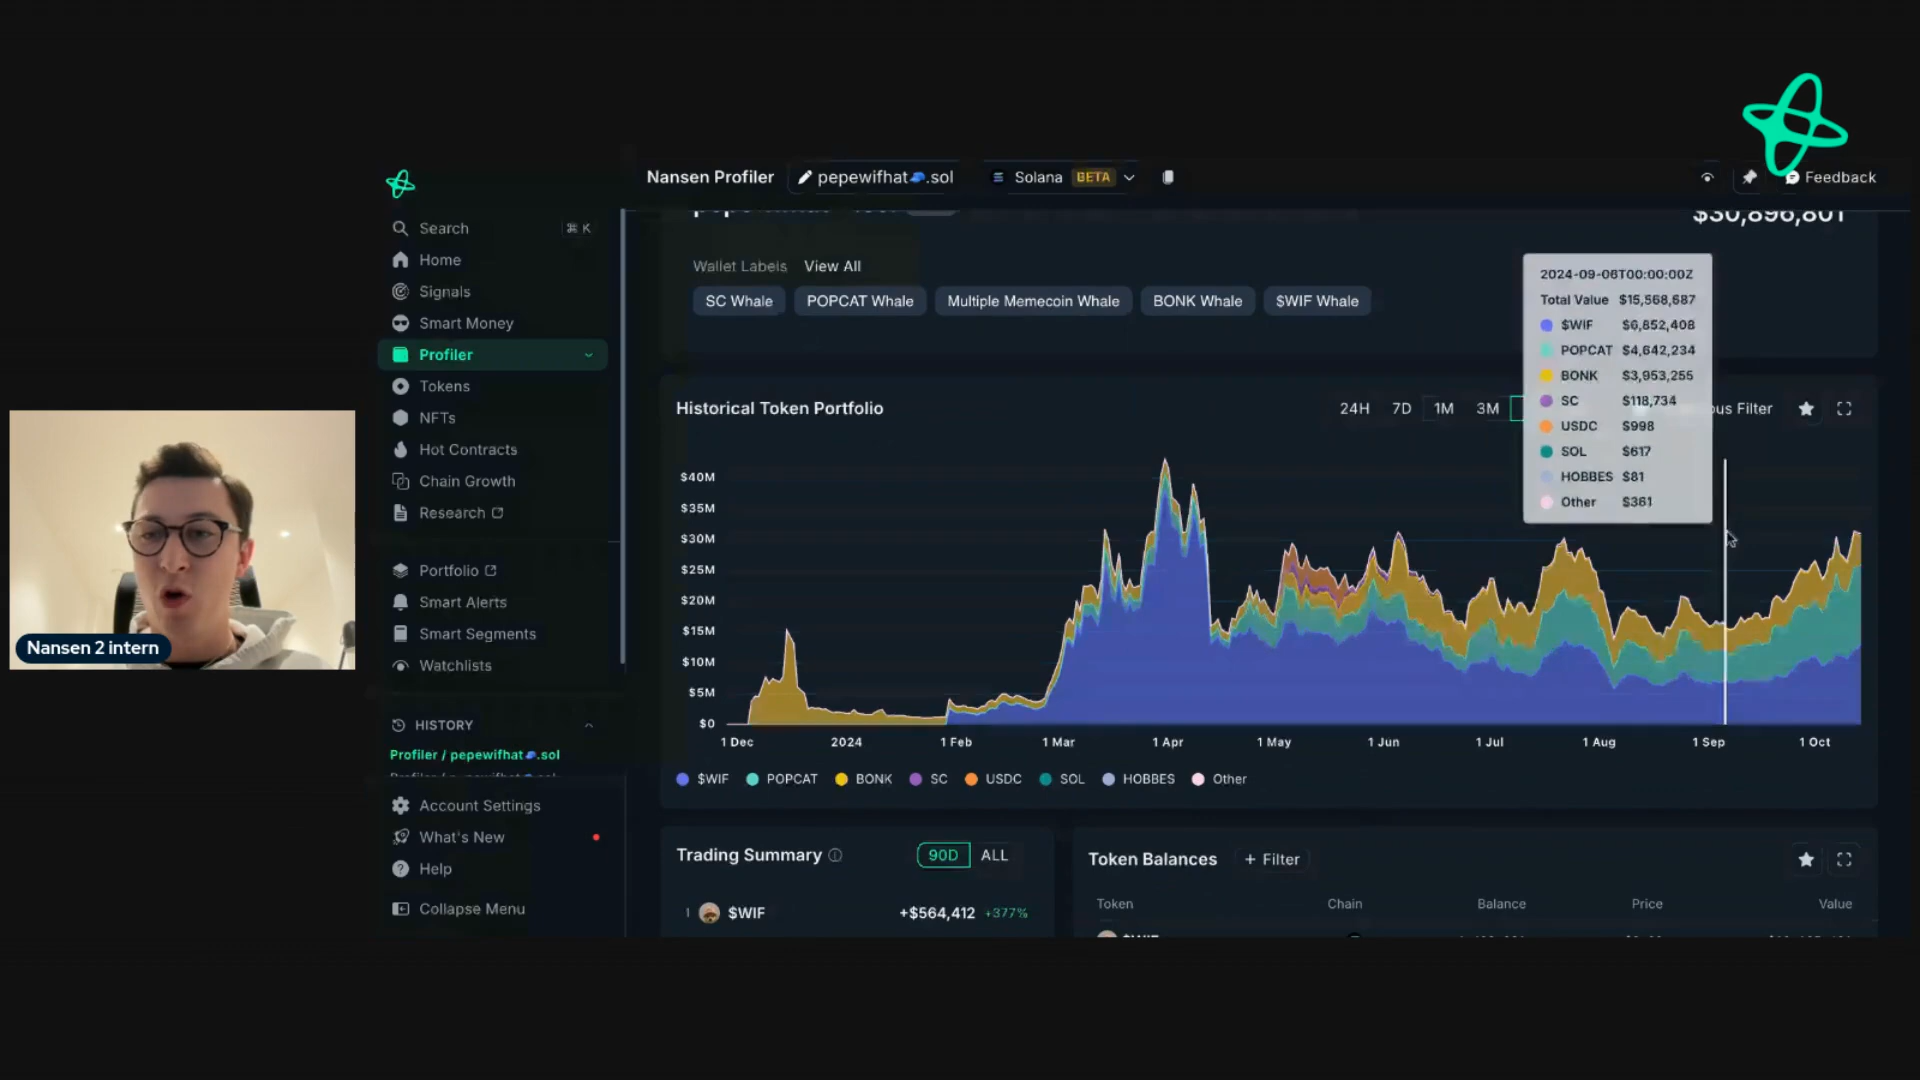 Nansen Profiler
pepewifhat🧢.sol
Solana BETA
Feedback
Search ⌘ K
Home
Signals
Smart Money
Profiler
Tokens
NFTs
Hot Contracts
Chain Growth
Research
Portfolio
Smart Alerts
Smart Segments
Watchlists
HISTORY
Profiler / pepewifhat🧢.sol
Account Settings
What's New
Help
Collapse Menu
Nansen 2 intern
$30,896,801
Wallet Labels View All
SC Whale
POPCAT Whale
Multiple Memecoin Whale
BONK Whale
$WIF Whale
Historical Token Portfolio
24H 7D 1M 3M
Filter
2024-09-06T00:00:00Z
Total Value $15,568,687
$WIF $6,852,408
POPCAT $4,642,234
BONK $3,953,255
SC $118,734
USDC $998
SOL $617
HOBBES $81
Other $361
$40M
$35M
$30M
$25M
$20M
$15M
$10M
$5M
$0
1 Dec 2024 1 Feb 1 Mar 1 Apr 1 May 1 Jun 1 Jul 1 Aug 1 Sep 1 Oct
$WIF POPCAT BONK SC USDC SOL HOBBES Other
Trading Summary
90D ALL
1 $WIF +$564,412 +377%
Token Balances + Filter
Token Chain Balance Price Value